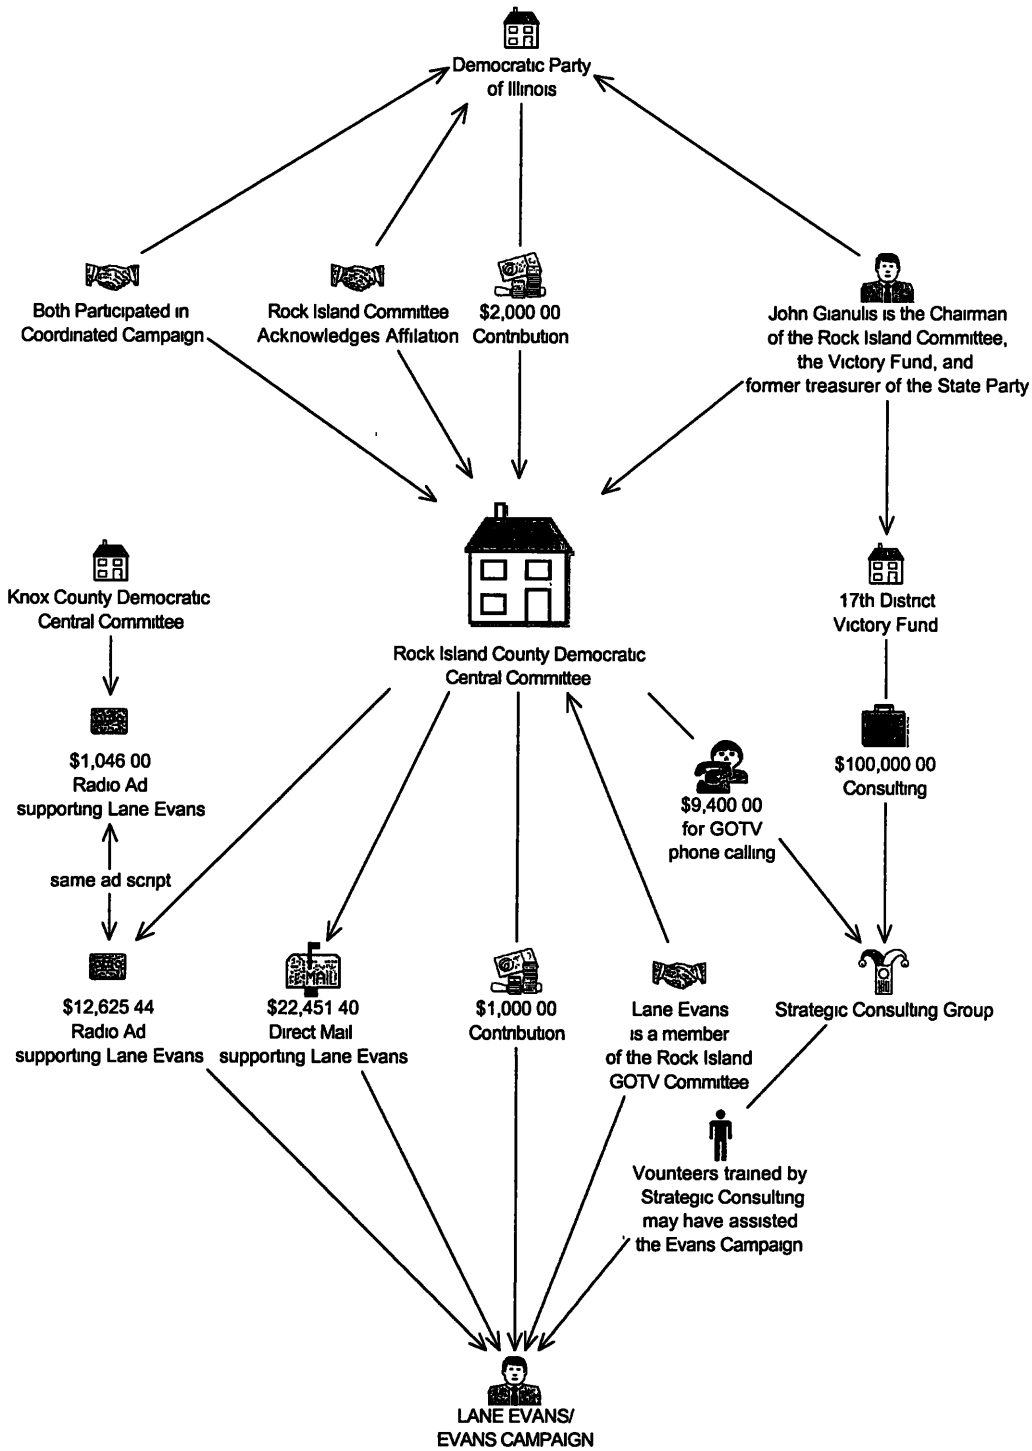 Democratic Party
of Illinois
Both Participated in
Coordinated Campaign
Rock Island Committee
Acknowledges Affilation
$2,000 00
Contribution
John Gianulis is the Chairman
of the Rock Island Committee,
the Victory Fund, and
former treasurer of the State Party
Knox County Democratic
Central Committee
Rock Island County Democratic
Central Committee
17th District
Victory Fund
$1,046 00
Radio Ad
supporting Lane Evans
$9,400 00
for GOTV
phone calling
$100,000 00
Consulting
same ad script
$12,625 44
Radio Ad
supporting Lane Evans
MAIL
$22,451 40
Direct Mail
supporting Lane Evans
$1,000 00
Contribution
Lane Evans
is a member
of the Rock Island
GOTV Committee
Strategic Consulting Group
Vounteers trained by
Strategic Consulting
may have assisted
the Evans Campaign
LANE EVANS/
EVANS CAMPAIGN